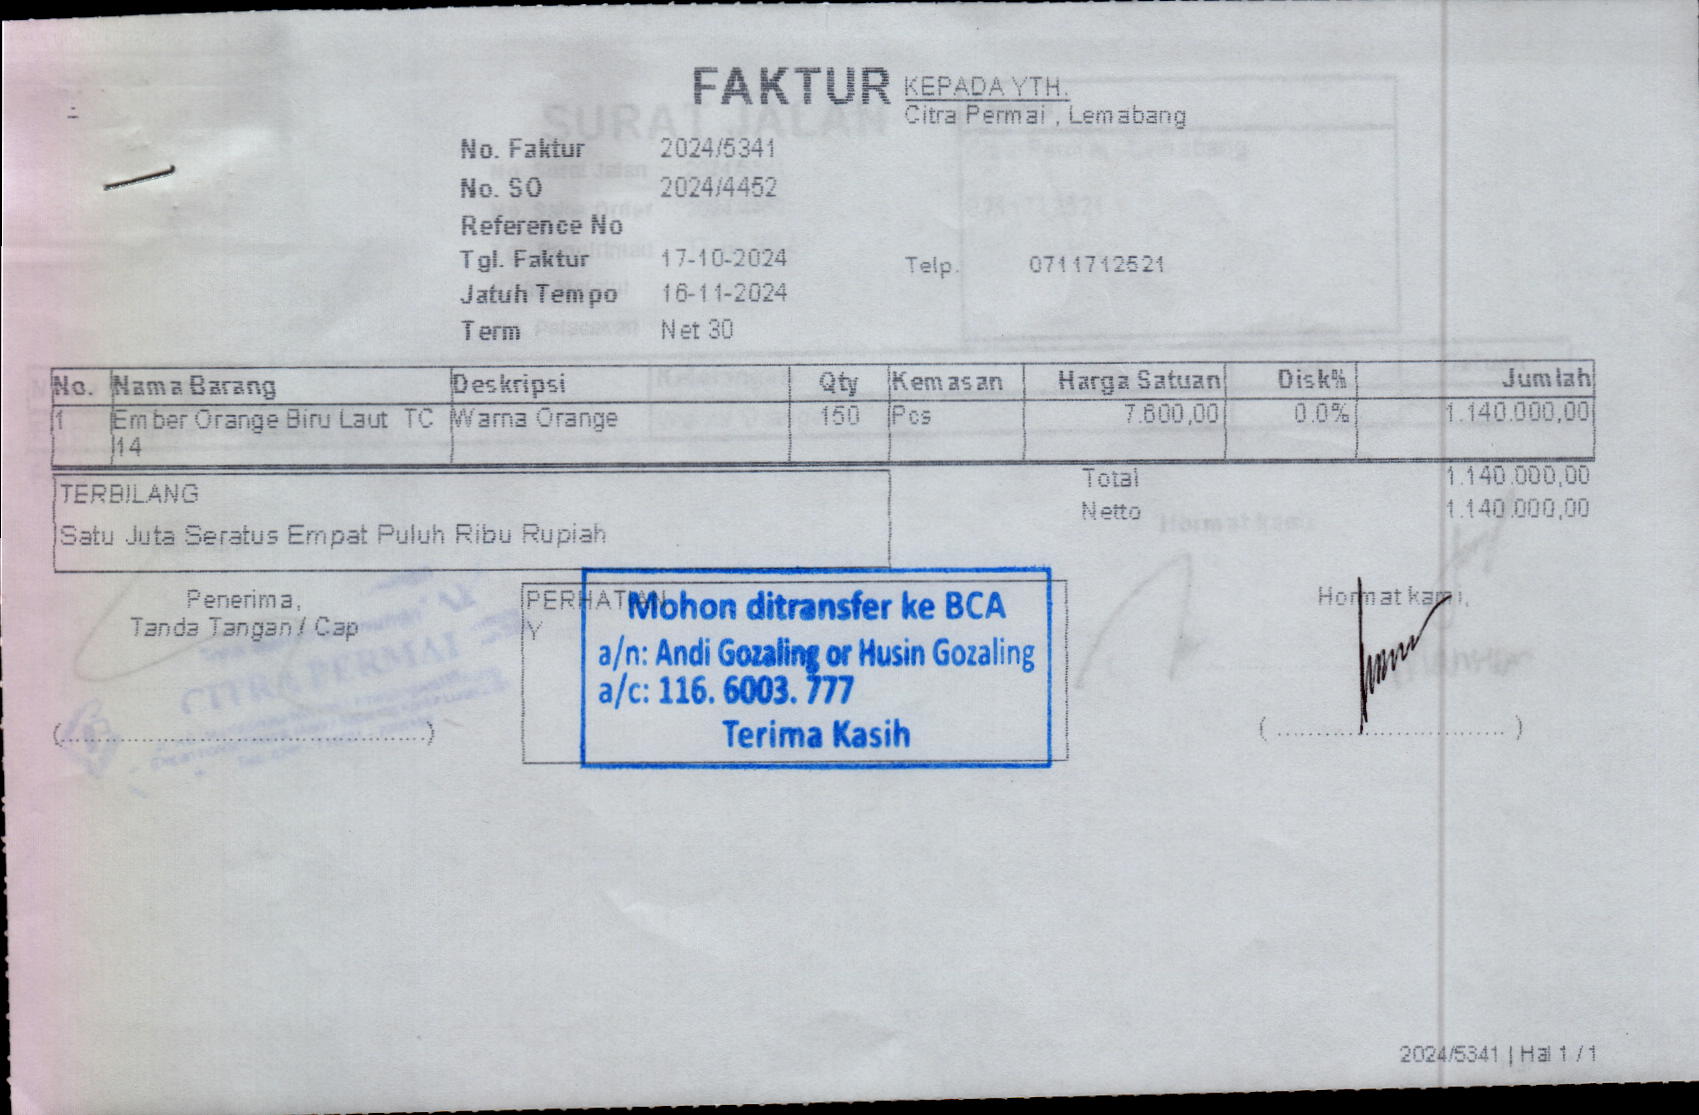 FAKTUR
KEPADA YTH.
Citra Permai , Lemabang
No. Faktur 2024/5341
No. SO 2024/4452
Reference No
Tgl. Faktur 17-10-2024
Telp. 0711712521
Jatuh Tempo 16-11-2024
Term Net 30
No. Nama Barang Deskripsi Qty Kemasan Harga Satuan Disk% Jumlah
1 Ember Orange Biru Laut TC Warna Orange 150 Pcs 7.600,00 0.0% 1.140.000,00
14
Total 1.140.000,00
TERBILANG
Netto 1.140.000,00
Satu Juta Seratus Empat Puluh Ribu Rupiah
Penerima,
Tanda Tangan / Cap
(..........................................)
PERHATIAN
Y
Mohon ditransfer ke BCA
a/n: Andi Gozaling or Husin Gozaling
a/c: 116. 6003. 777
Terima Kasih
Hormat kami,
( .............................. )
SURAT JALAN
Hormat kami
CITRA PERMAI
2024/5341 | Hal 1 / 1